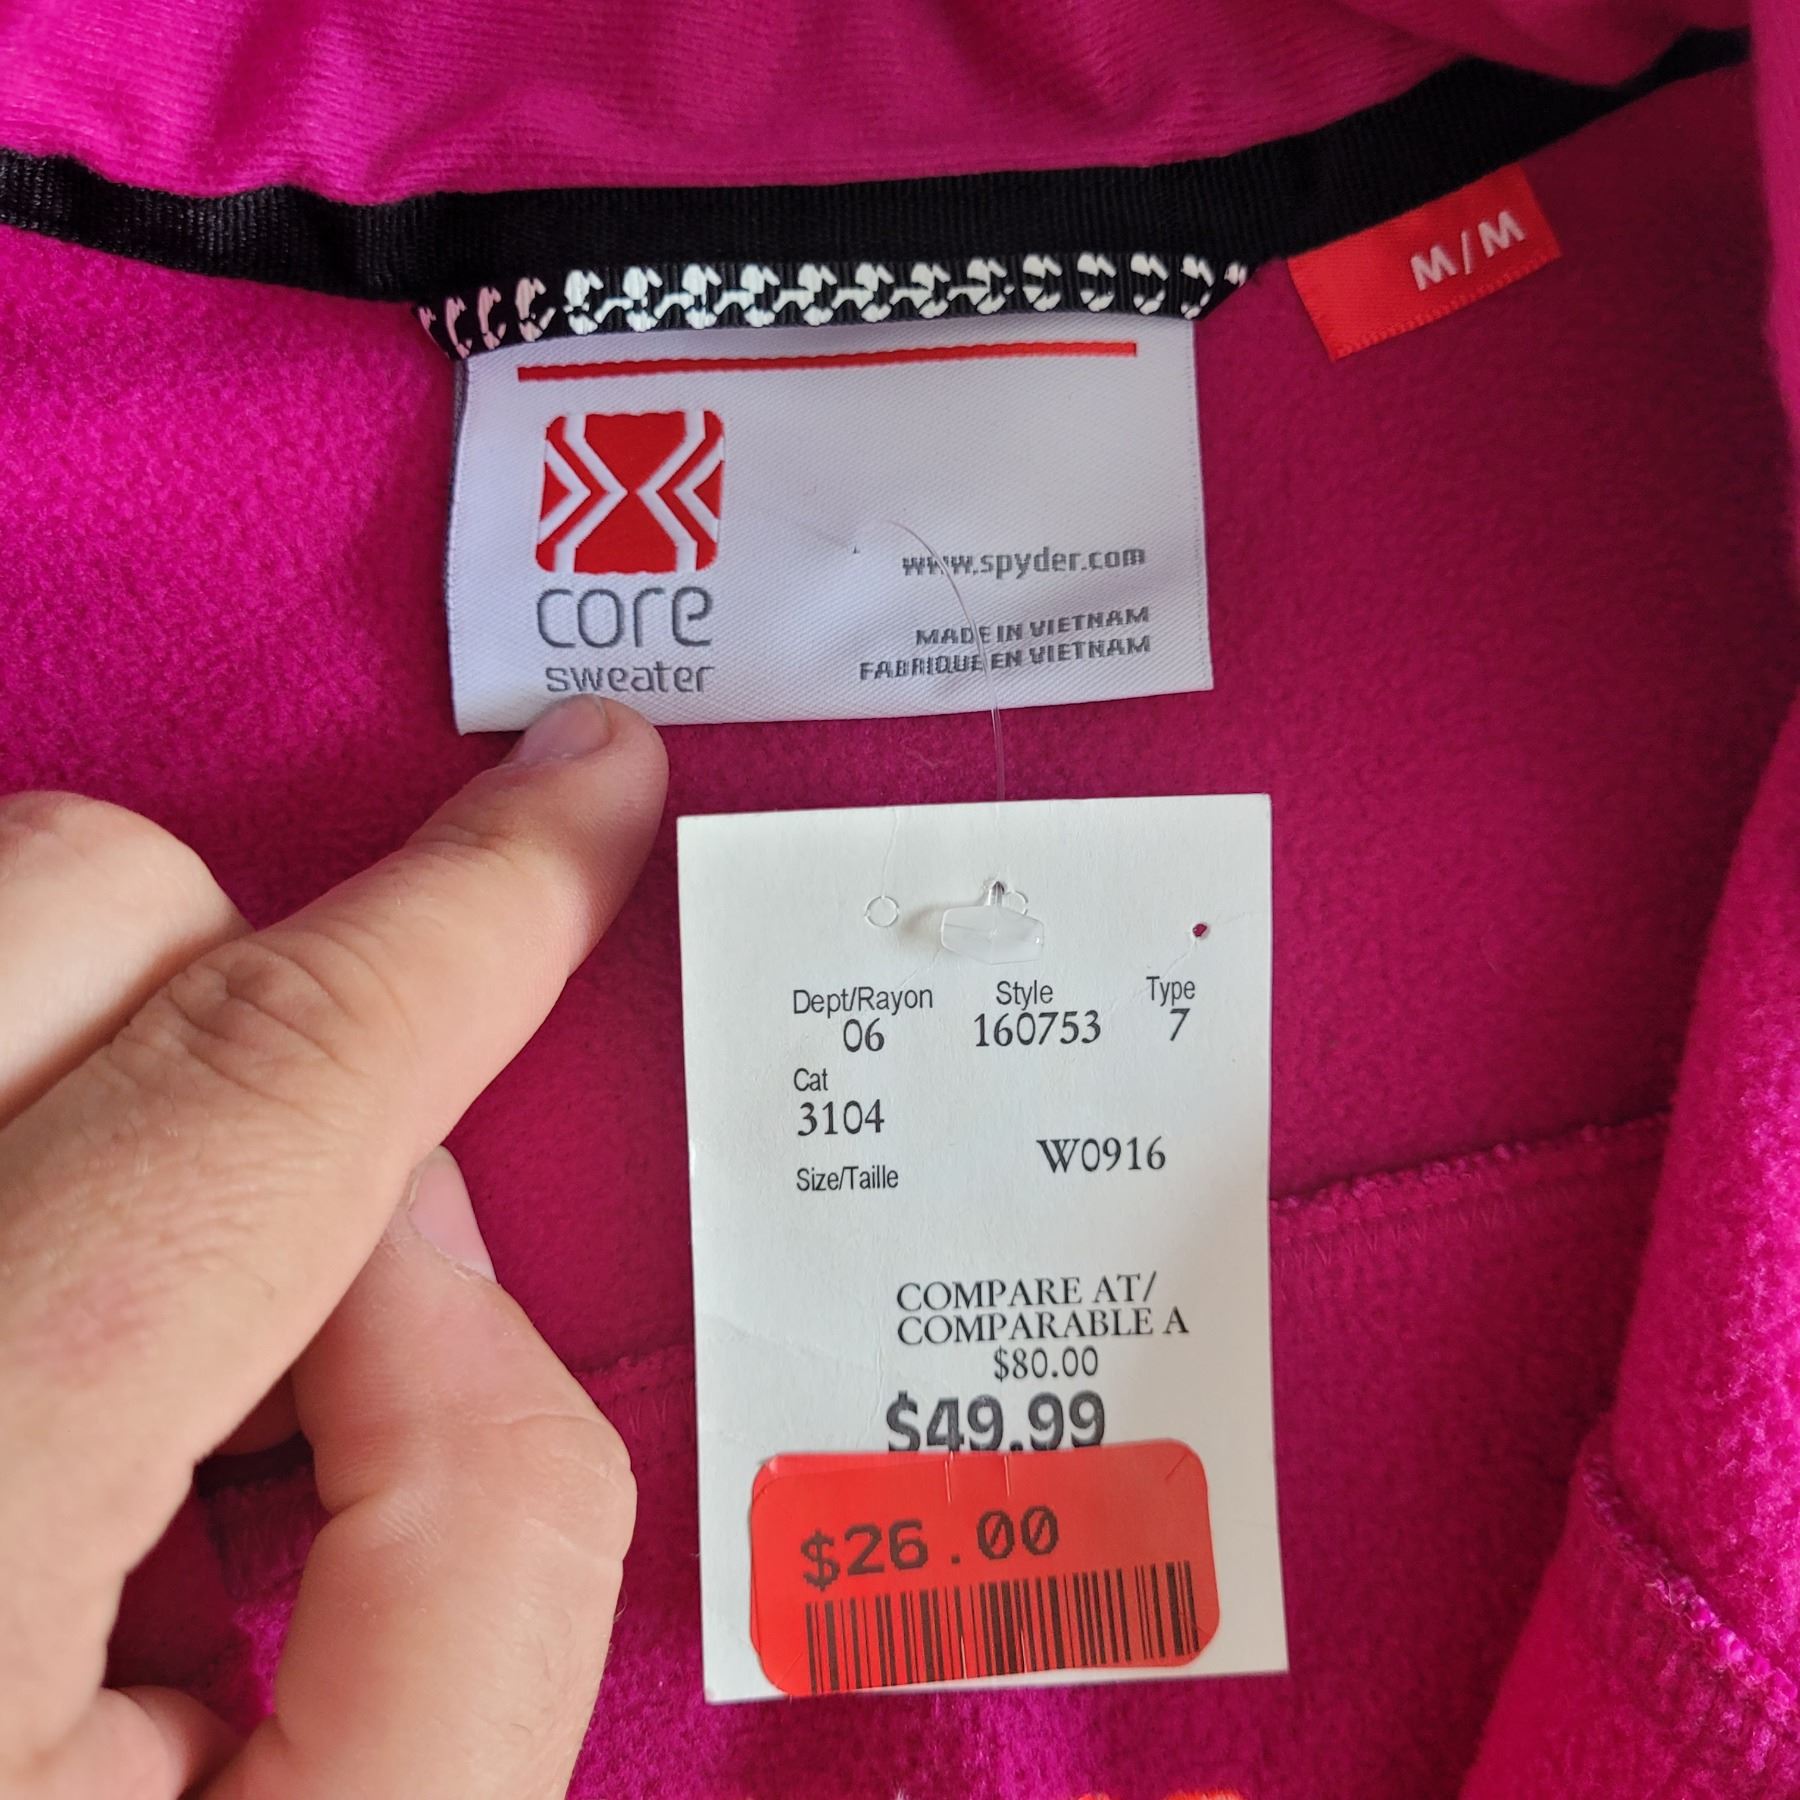 M/M
core
sweater
www.spyder.com
MADE IN VIETNAM
FABRIQUE EN VIETNAM
Dept/Rayon Style Type
06 160753 7
Cat
3104
W0916
Size/Taille
COMPARE AT/
COMPARABLE A
$80.00
$49.99
$26.00